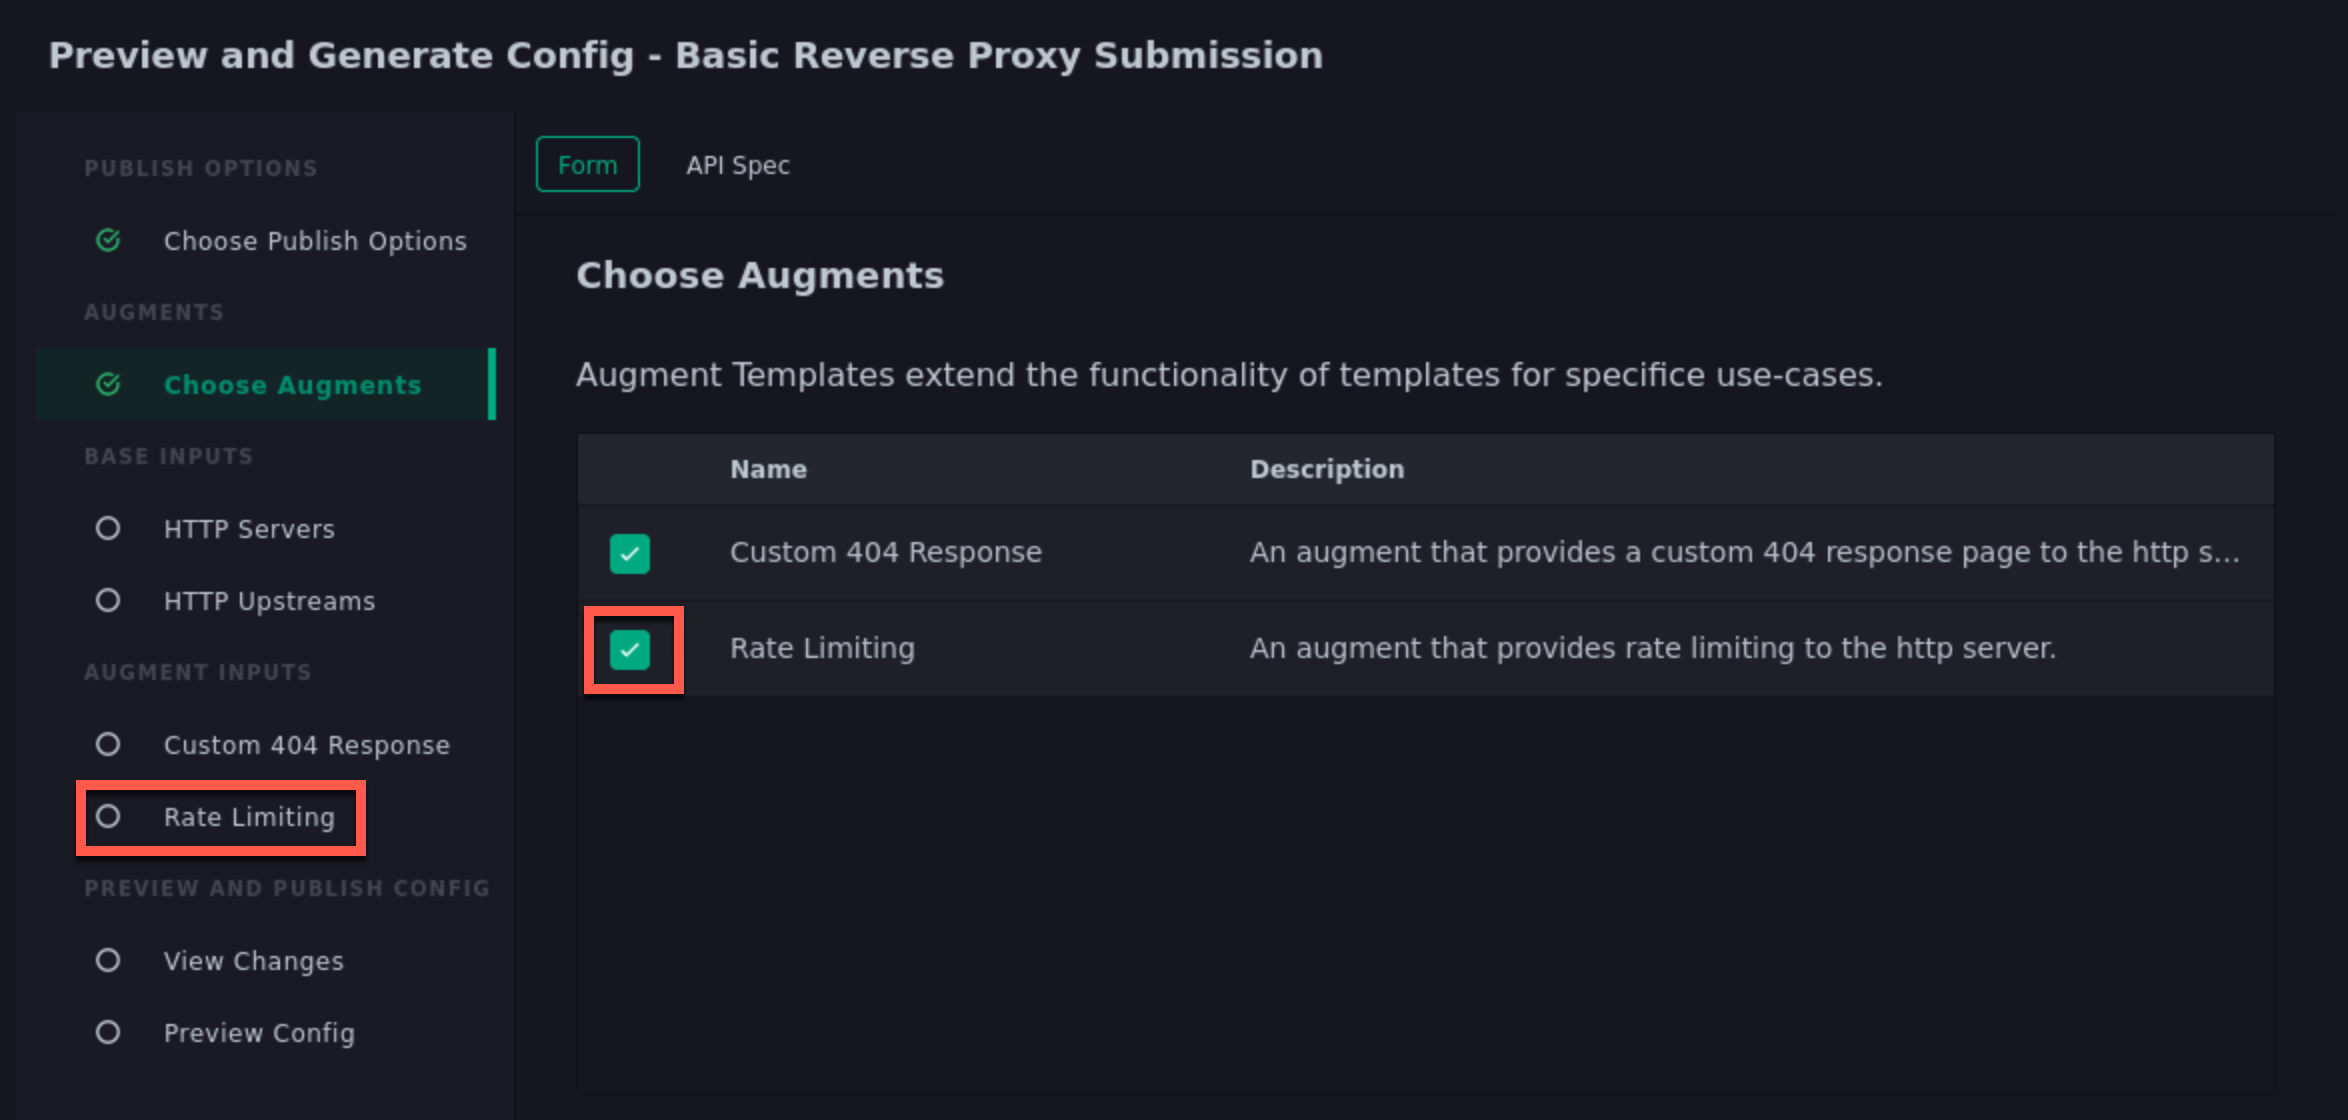 Preview and Generate Config - Basic Reverse Proxy Submission
PUBLISH OPTIONS
Choose Publish Options
AUGMENTS
Choose Augments
BASE INPUTS
HTTP Servers
HTTP Upstreams
AUGMENT INPUTS
Custom 404 Response
Rate Limiting
PREVIEW AND PUBLISH CONFIG
View Changes
Preview Config
Form API Spec
Choose Augments
Augment Templates extend the functionality of templates for specifice use-cases.
Name Description
Custom 404 Response An augment that provides a custom 404 response page to the http s...
Rate Limiting An augment that provides rate limiting to the http server.